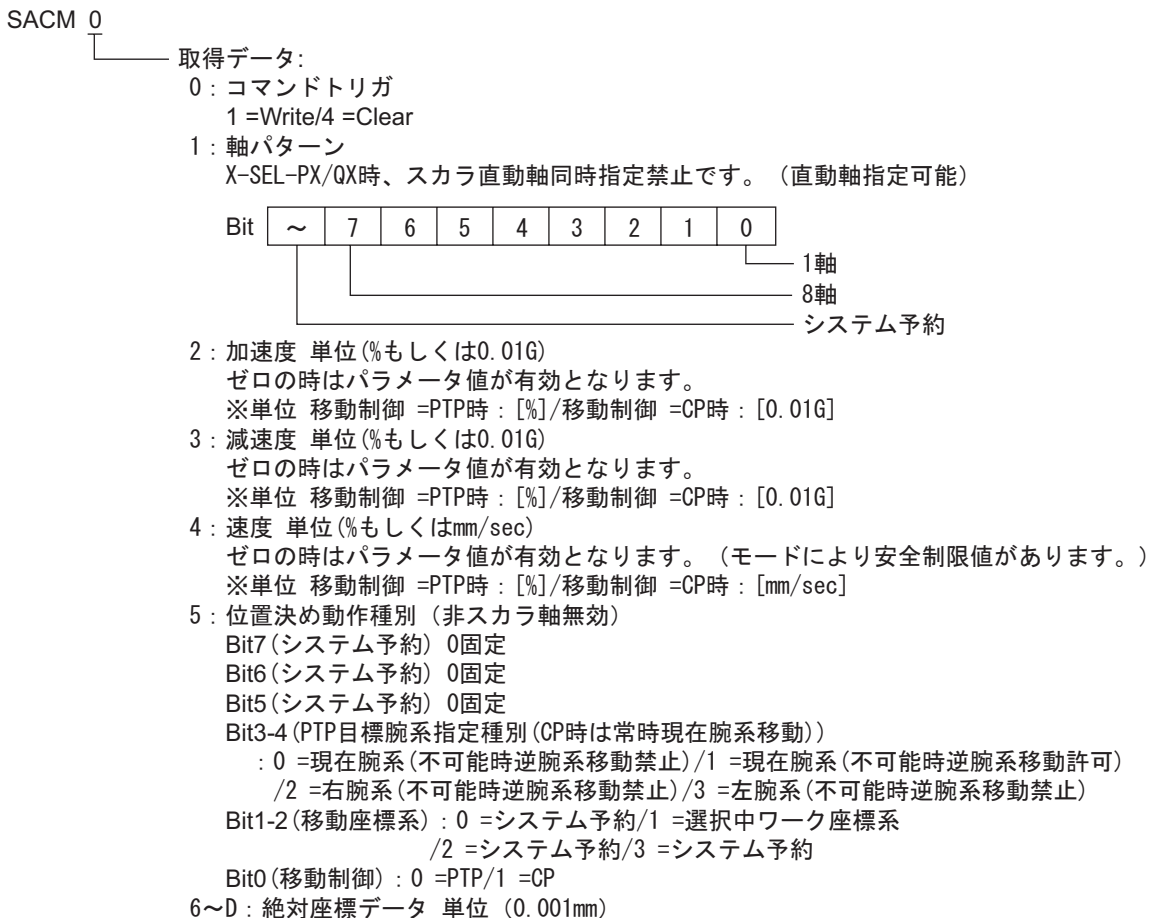 SACM 0
取得データ:
0：コマンドトリガ
1 =Write/4 =Clear
1：軸パターン
X-SEL-PX/QX時、スカラ直動軸同時指定禁止です。（直動軸指定可能）
Bit ～ 7 6 5 4 3 2 1 0
1軸
8軸
システム予約
2：加速度 単位(%もしくは0.01G)
ゼロの時はパラメータ値が有効となります。
※単位 移動制御 =PTP時：[%]/移動制御 =CP時：[0.01G]
3：減速度 単位(%もしくは0.01G)
ゼロの時はパラメータ値が有効となります。
※単位 移動制御 =PTP時：[%]/移動制御 =CP時：[0.01G]
4：速度 単位(%もしくはmm/sec)
ゼロの時はパラメータ値が有効となります。（モードにより安全制限値があります。）
※単位 移動制御 =PTP時：[%]/移動制御 =CP時：[mm/sec]
5：位置決め動作種別（非スカラ軸無効）
Bit7(システム予約) 0固定
Bit6(システム予約) 0固定
Bit5(システム予約) 0固定
Bit3-4(PTP目標腕系指定種別(CP時は常時現在腕系移動))
：0 =現在腕系(不可能時逆腕系移動禁止)/1 =現在腕系(不可能時逆腕系移動許可)
/2 =右腕系(不可能時逆腕系移動禁止)/3 =左腕系(不可能時逆腕系移動禁止)
Bit1-2(移動座標系)：0 =システム予約/1 =選択中ワーク座標系
/2 =システム予約/3 =システム予約
Bit0(移動制御)：0 =PTP/1 =CP
6～D：絶対座標データ 単位（0.001mm）